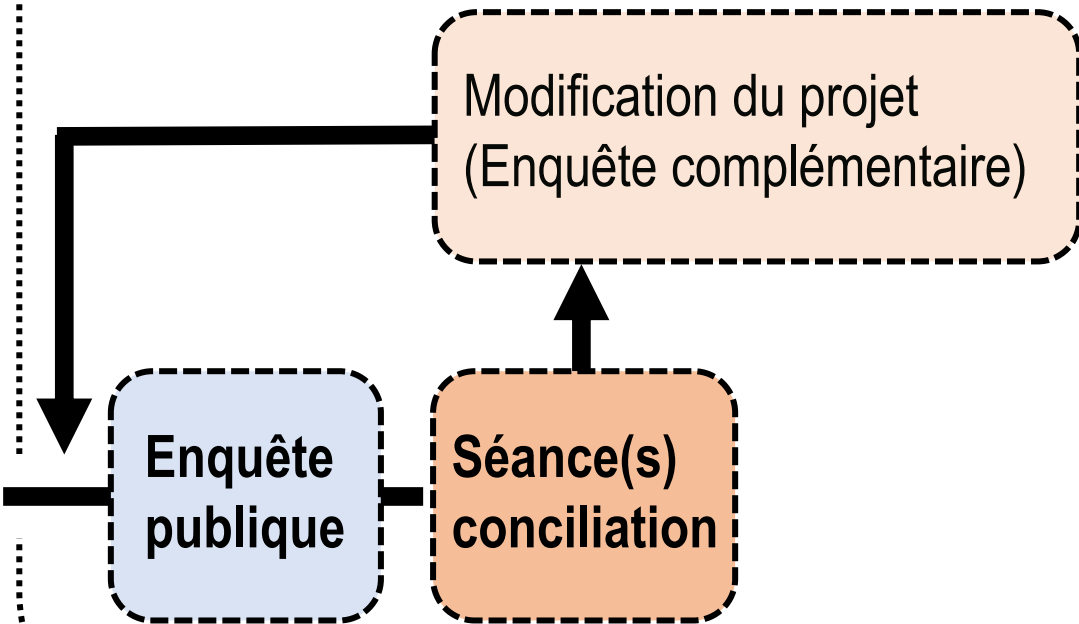 Modification du projet
(Enquête complémentaire)
Enquête
publique
Séance(s)
conciliation